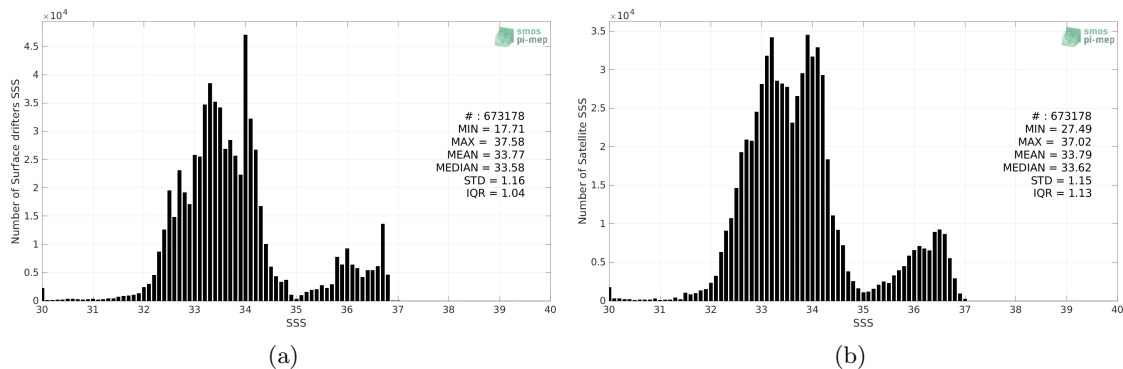 ×10⁴
4.5
4
3.5
3
2.5
2
1.5
1
0.5
0
30 31 32 33 34 35 36 37 38 39 40
SSS
Number of Surface drifters SSS
smos
pi-mep
# : 673178
MIN = 17.71
MAX = 37.58
MEAN = 33.77
MEDIAN = 33.58
STD = 1.16
IQR = 1.04
(a)
×10⁴
3.5
3
2.5
2
1.5
1
0.5
0
30 31 32 33 34 35 36 37 38 39 40
SSS
Number of Satellite SSS
smos
pi-mep
# : 673178
MIN = 27.49
MAX = 37.02
MEAN = 33.79
MEDIAN = 33.62
STD = 1.15
IQR = 1.13
(b)